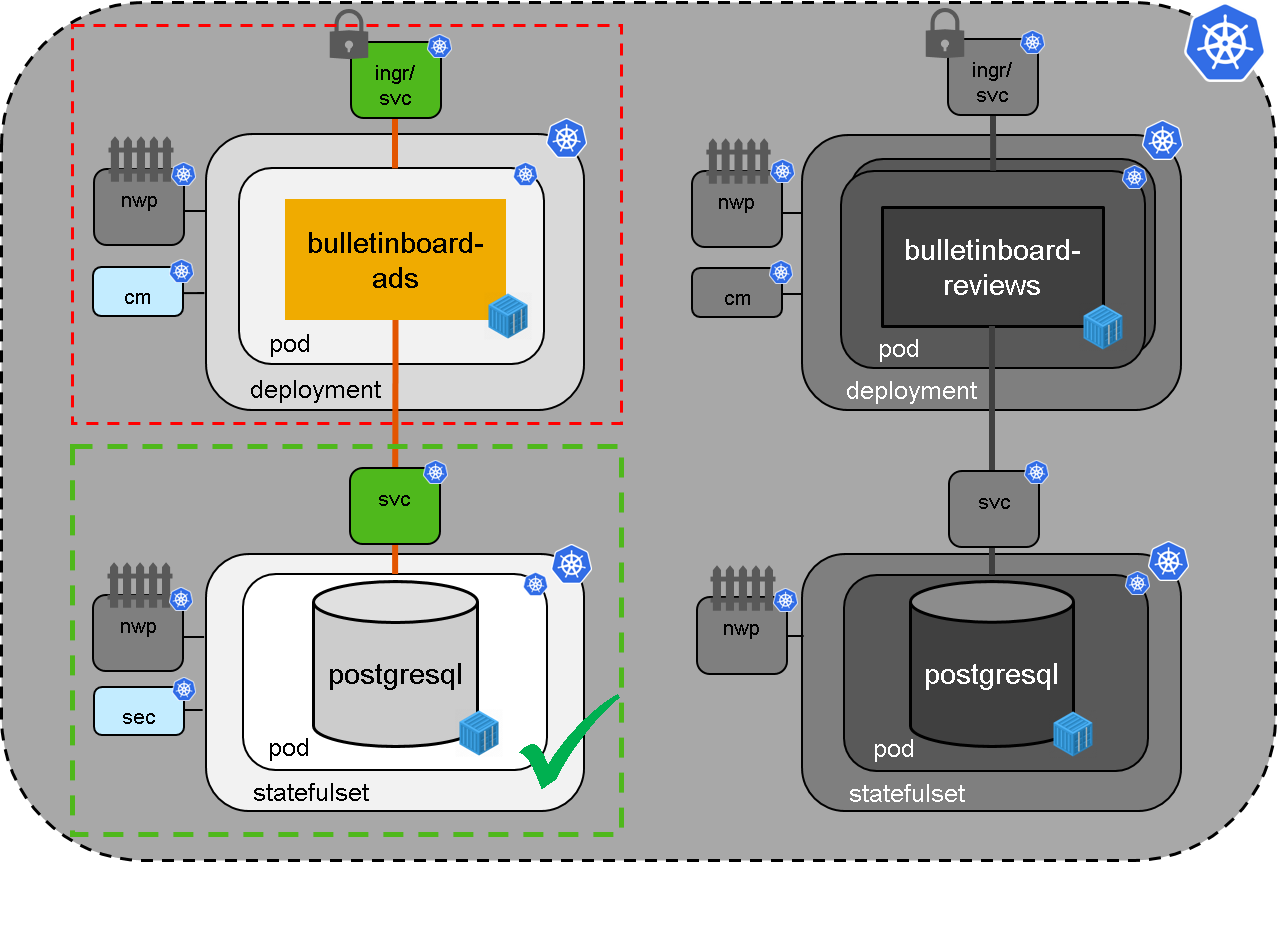 ingr/
svc
nwp
cm
bulletinboard-
ads
pod
deployment
svc
nwp
sec
postgresql
pod
statefulset
ingr/
svc
nwp
cm
bulletinboard-
reviews
pod
deployment
svc
nwp
postgresql
pod
statefulset